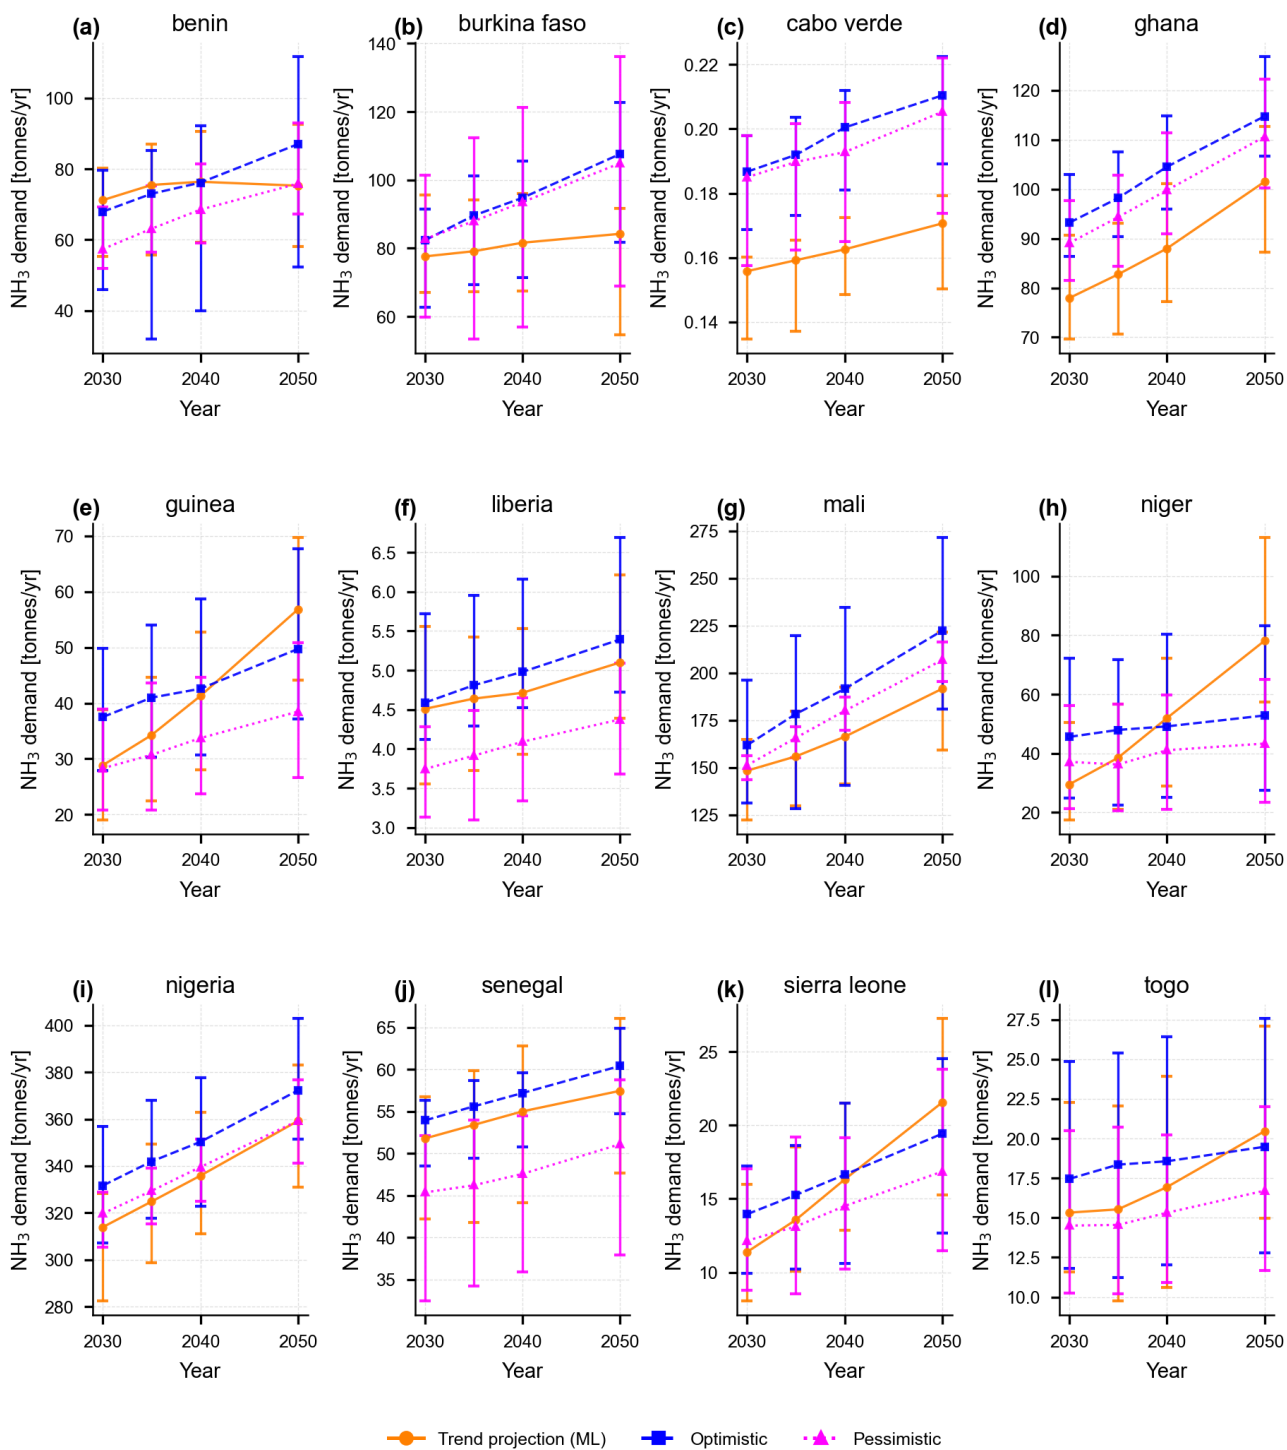 (a) benin
NH₃ demand [tonnes/yr]
100
80
60
40
2030 2040 2050
Year
(b) burkina faso
NH₃ demand [tonnes/yr]
140
120
100
80
60
2030 2040 2050
Year
(c) cabo verde
NH₃ demand [tonnes/yr]
0.22
0.20
0.18
0.16
0.14
2030 2040 2050
Year
(d) ghana
NH₃ demand [tonnes/yr]
120
110
100
90
80
70
2030 2040 2050
Year
(e) guinea
NH₃ demand [tonnes/yr]
70
60
50
40
30
20
2030 2040 2050
Year
(f) liberia
NH₃ demand [tonnes/yr]
6.5
6.0
5.5
5.0
4.5
4.0
3.5
3.0
2030 2040 2050
Year
(g) mali
NH₃ demand [tonnes/yr]
275
250
225
200
175
150
125
2030 2040 2050
Year
(h) niger
NH₃ demand [tonnes/yr]
100
80
60
40
20
2030 2040 2050
Year
(i) nigeria
NH₃ demand [tonnes/yr]
400
380
360
340
320
300
280
2030 2040 2050
Year
(j) senegal
NH₃ demand [tonnes/yr]
65
60
55
50
45
40
35
2030 2040 2050
Year
(k) sierra leone
NH₃ demand [tonnes/yr]
25
20
15
10
2030 2040 2050
Year
(l) togo
NH₃ demand [tonnes/yr]
27.5
25.0
22.5
20.0
17.5
15.0
12.5
10.0
2030 2040 2050
Year
Trend projection (ML) Optimistic Pessimistic